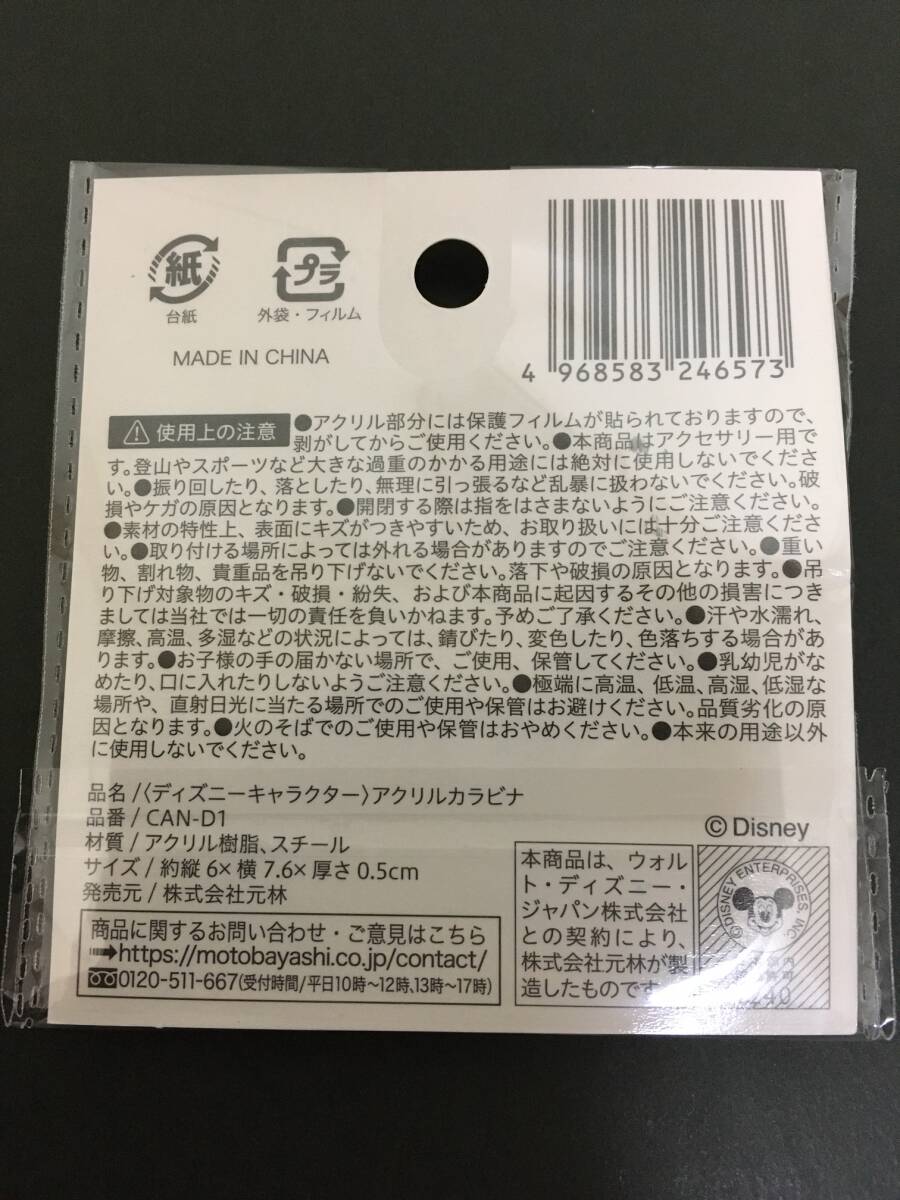 紙
台紙
プラ
外袋・フィルム
MADE IN CHINA
4 968583 246573
使用上の注意
●アクリル部分には保護フィルムが貼られておりますので、
剥がしてからご使用ください。●本商品はアクセサリー用で
す。登山やスポーツなど大きな過重のかかる用途には絶対に使用しないでくださ
い。●振り回したり、落としたり、無理に引っ張るなど乱暴に扱わないでください。破
損やケガの原因となります。●開閉する際は指をはさまないようにご注意ください。
●素材の特性上、表面にキズがつきやすいため、お取り扱いには十分ご注意くださ
い。●取り付ける場所によっては外れる場合がありますのでご注意ください。●重い
物、割れ物、貴重品を吊り下げないでください。落下や破損の原因となります。●吊
り下げ対象物のキズ・破損・紛失、および本商品に起因するその他の損害につき
ましては当社では一切の責任を負いかねます。予めご了承ください。●汗や水濡れ、
摩擦、高温、多湿などの状況によっては、錆びたり、変色したり、色落ちする場合があ
ります。●お子様の手の届かない場所で、ご使用、保管してください。●乳幼児がな
めたり、口に入れたりしないようご注意ください。●極端に高温、低温、高湿、低湿な
場所や、直射日光に当たる場所でのご使用や保管はお避けください。品質劣化の原
因となります。●火のそばでのご使用や保管はおやめください。●本来の用途以外
に使用しないでください。
品名/〈ディズニーキャラクター〉アクリルカラビナ
品番/CAN-D1
材質/アクリル樹脂、スチール
サイズ/約縦6×横7.6×厚さ0.5cm
発売元/株式会社元林
商品に関するお問い合わせ・ご意見はこちら
➡https://motobayashi.co.jp/contact/
0120-511-667(受付時間/平日10時〜12時、13時〜17時)
© Disney
本商品は、ウォル
ト・ディズニー・
ジャパン株式会社
との契約により、
株式会社元林が製
造したものです
© DISNEY ENTERPRISES, INC.